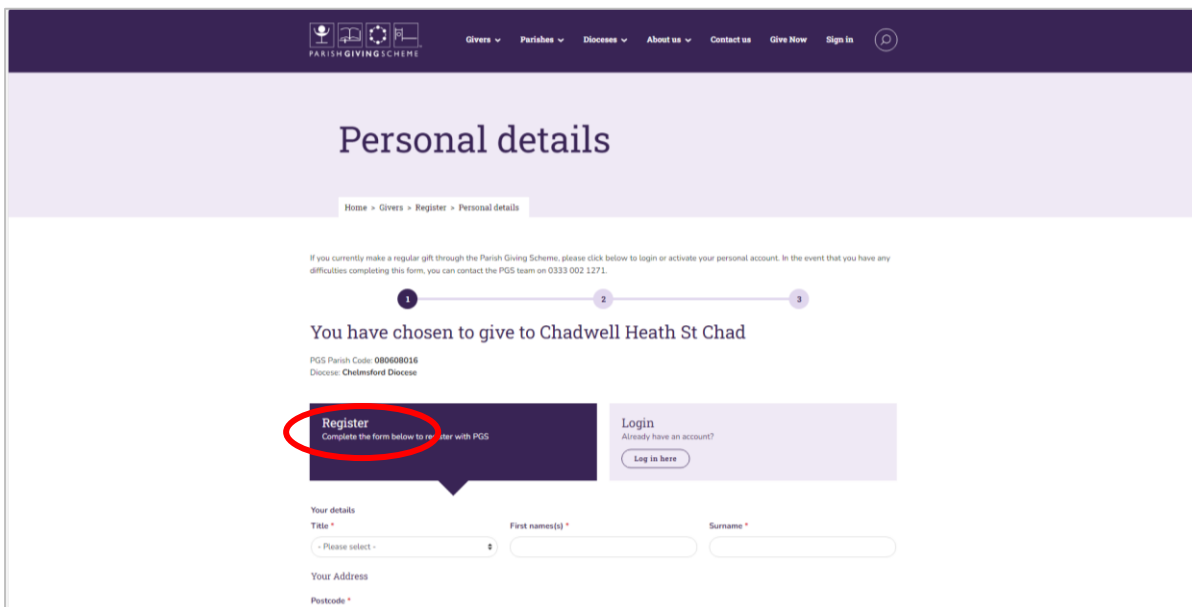 PARISH GIVING SCHEME
Givers Parishes Dioceses About us Contact us Give Now Sign in
Personal details
Home » Givers » Register » Personal details
If you currently make a regular gift through the Parish Giving Scheme, please click below to login or activate your personal account. In the event that you have any
difficulties completing this form, you can contact the PGS team on 0333 002 1271.
1 2 3
You have chosen to give to Chadwell Heath St Chad
PGS Parish Code: 080608016
Diocese: Chelmsford Diocese
Register
Complete the form below to register with PGS
Login
Already have an account?
Log in here
Your details
Title * First names(s) * Surname *
- Please select -
Your Address
Postcode *